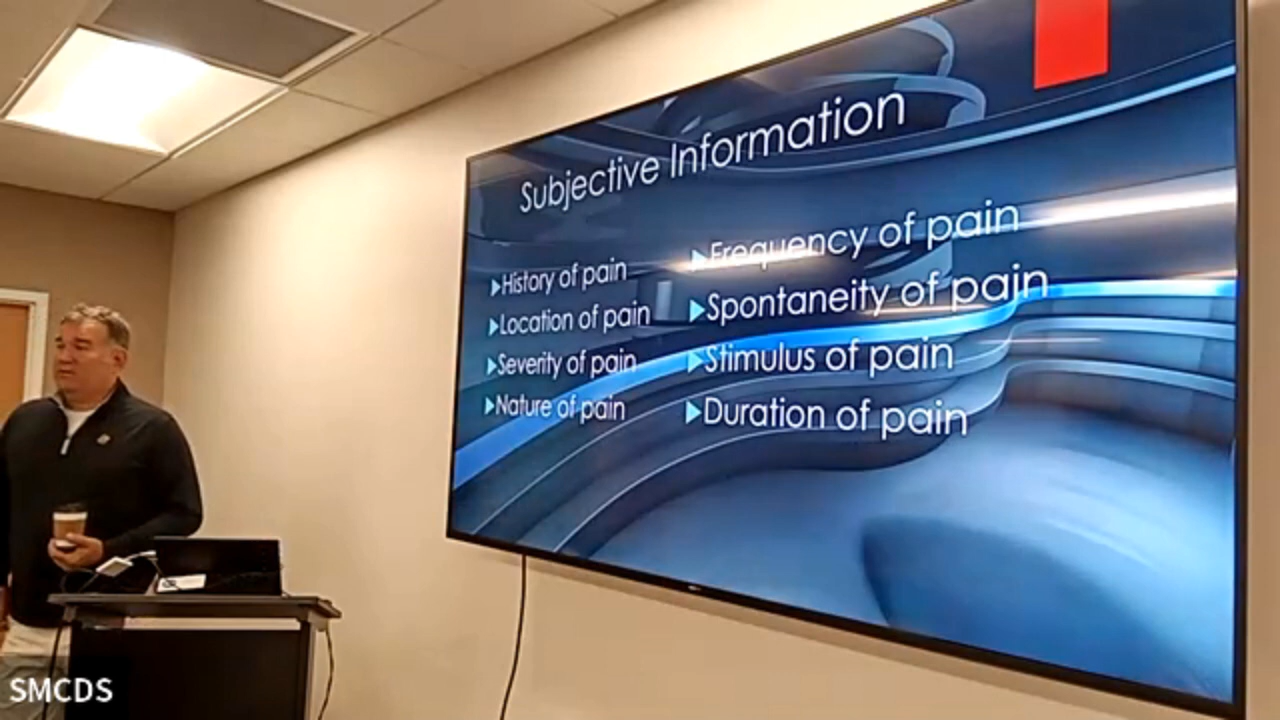 Subjective Information
▶History of pain
▶Location of pain
▶Severity of pain
▶Nature of pain
▶Frequency of pain
▶Spontaneity of pain
▶Stimulus of pain
▶Duration of pain
SMCDS